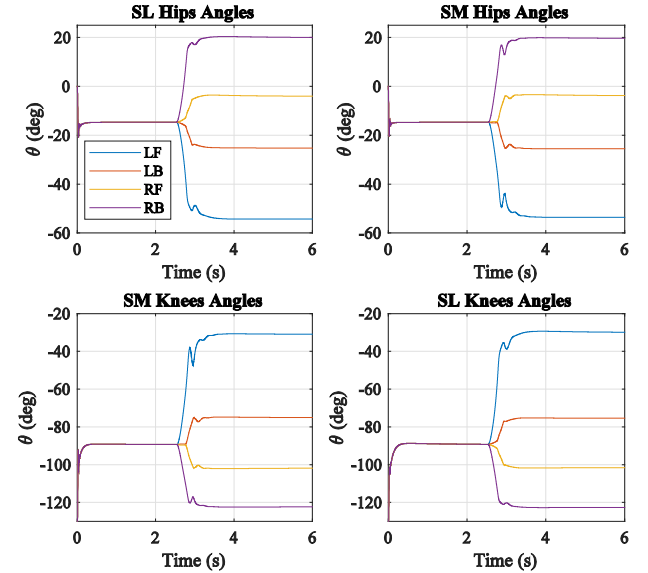 SL Hips Angles
20
0
-20
-40
-60
θ (deg)
LF
LB
RF
RB
0 2 4 6
Time (s)
SM Hips Angles
20
0
-20
-40
-60
θ (deg)
0 2 4 6
Time (s)
SM Knees Angles
-20
-40
-60
-80
-100
-120
θ (deg)
0 2 4 6
Time (s)
SL Knees Angles
-20
-40
-60
-80
-100
-120
θ (deg)
0 2 4 6
Time (s)